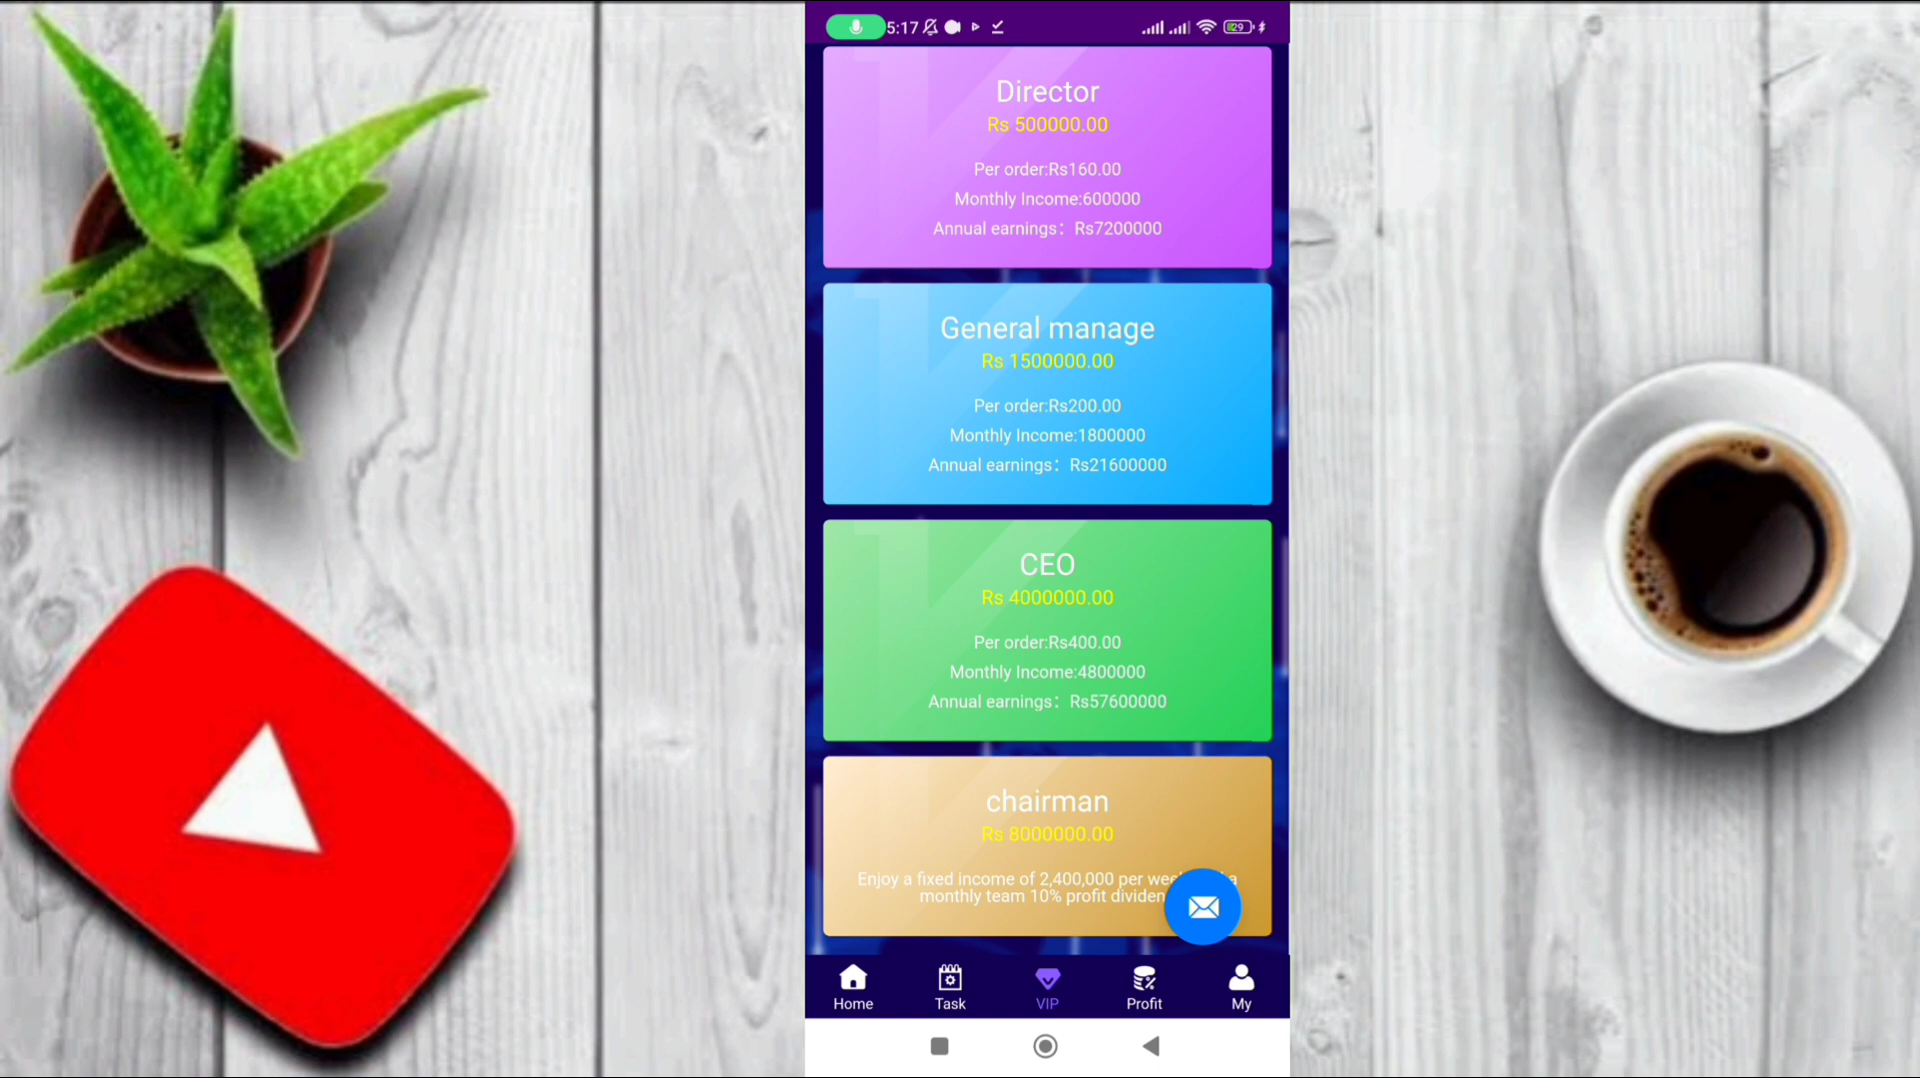 5:17
29
Director
Rs 500000.00
Per order:Rs160.00
Monthly Income:600000
Annual earnings：Rs7200000
General manage
Rs 1500000.00
Per order:Rs200.00
Monthly Income:1800000
Annual earnings：Rs21600000
CEO
Rs 4000000.00
Per order:Rs400.00
Monthly Income:4800000
Annual earnings：Rs57600000
chairman
Rs 8000000.00
Enjoy a fixed income of 2,400,000 per a
monthly team 10% profit
Home
Task
VIP
Profit
My